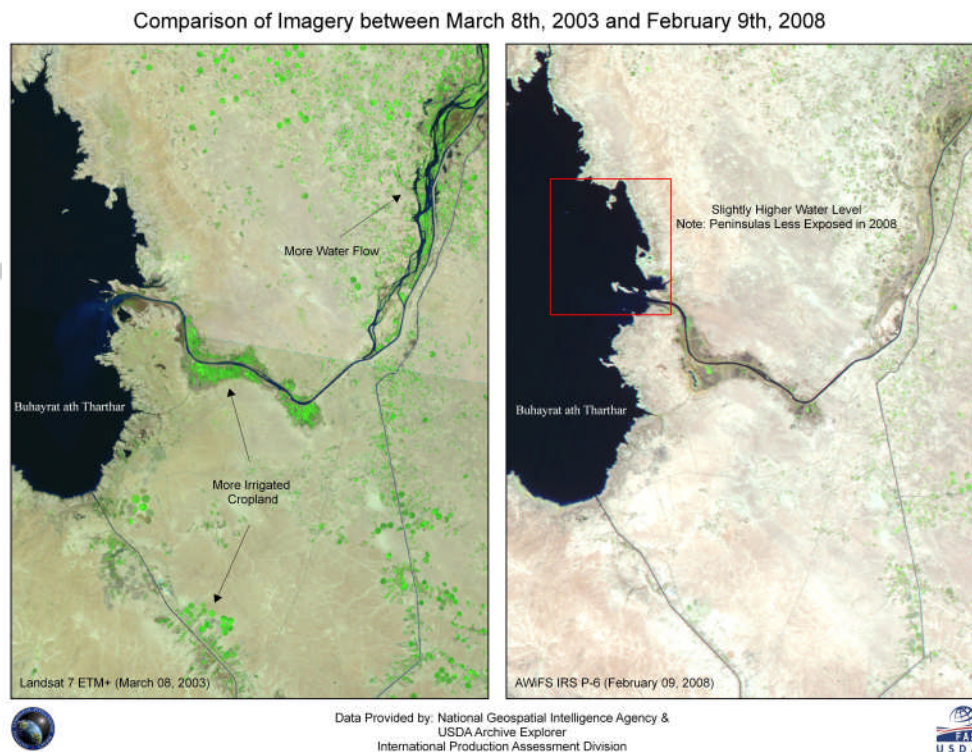 Comparison of Imagery between March 8th, 2003 and February 9th, 2008
More Water Flow
Buhayrat ath Tharthar
More Irrigated
Cropland
Landsat 7 ETM+ (March 08, 2003)
Slightly Higher Water Level
Note: Peninsulas Less Exposed in 2008
Buhayrat ath Tharthar
AWiFS IRS P-6 (February 09, 2008)
Data Provided by: National Geospatial Intelligence Agency &
USDA Archive Explorer
International Production Assessment Division
FAS
USDA